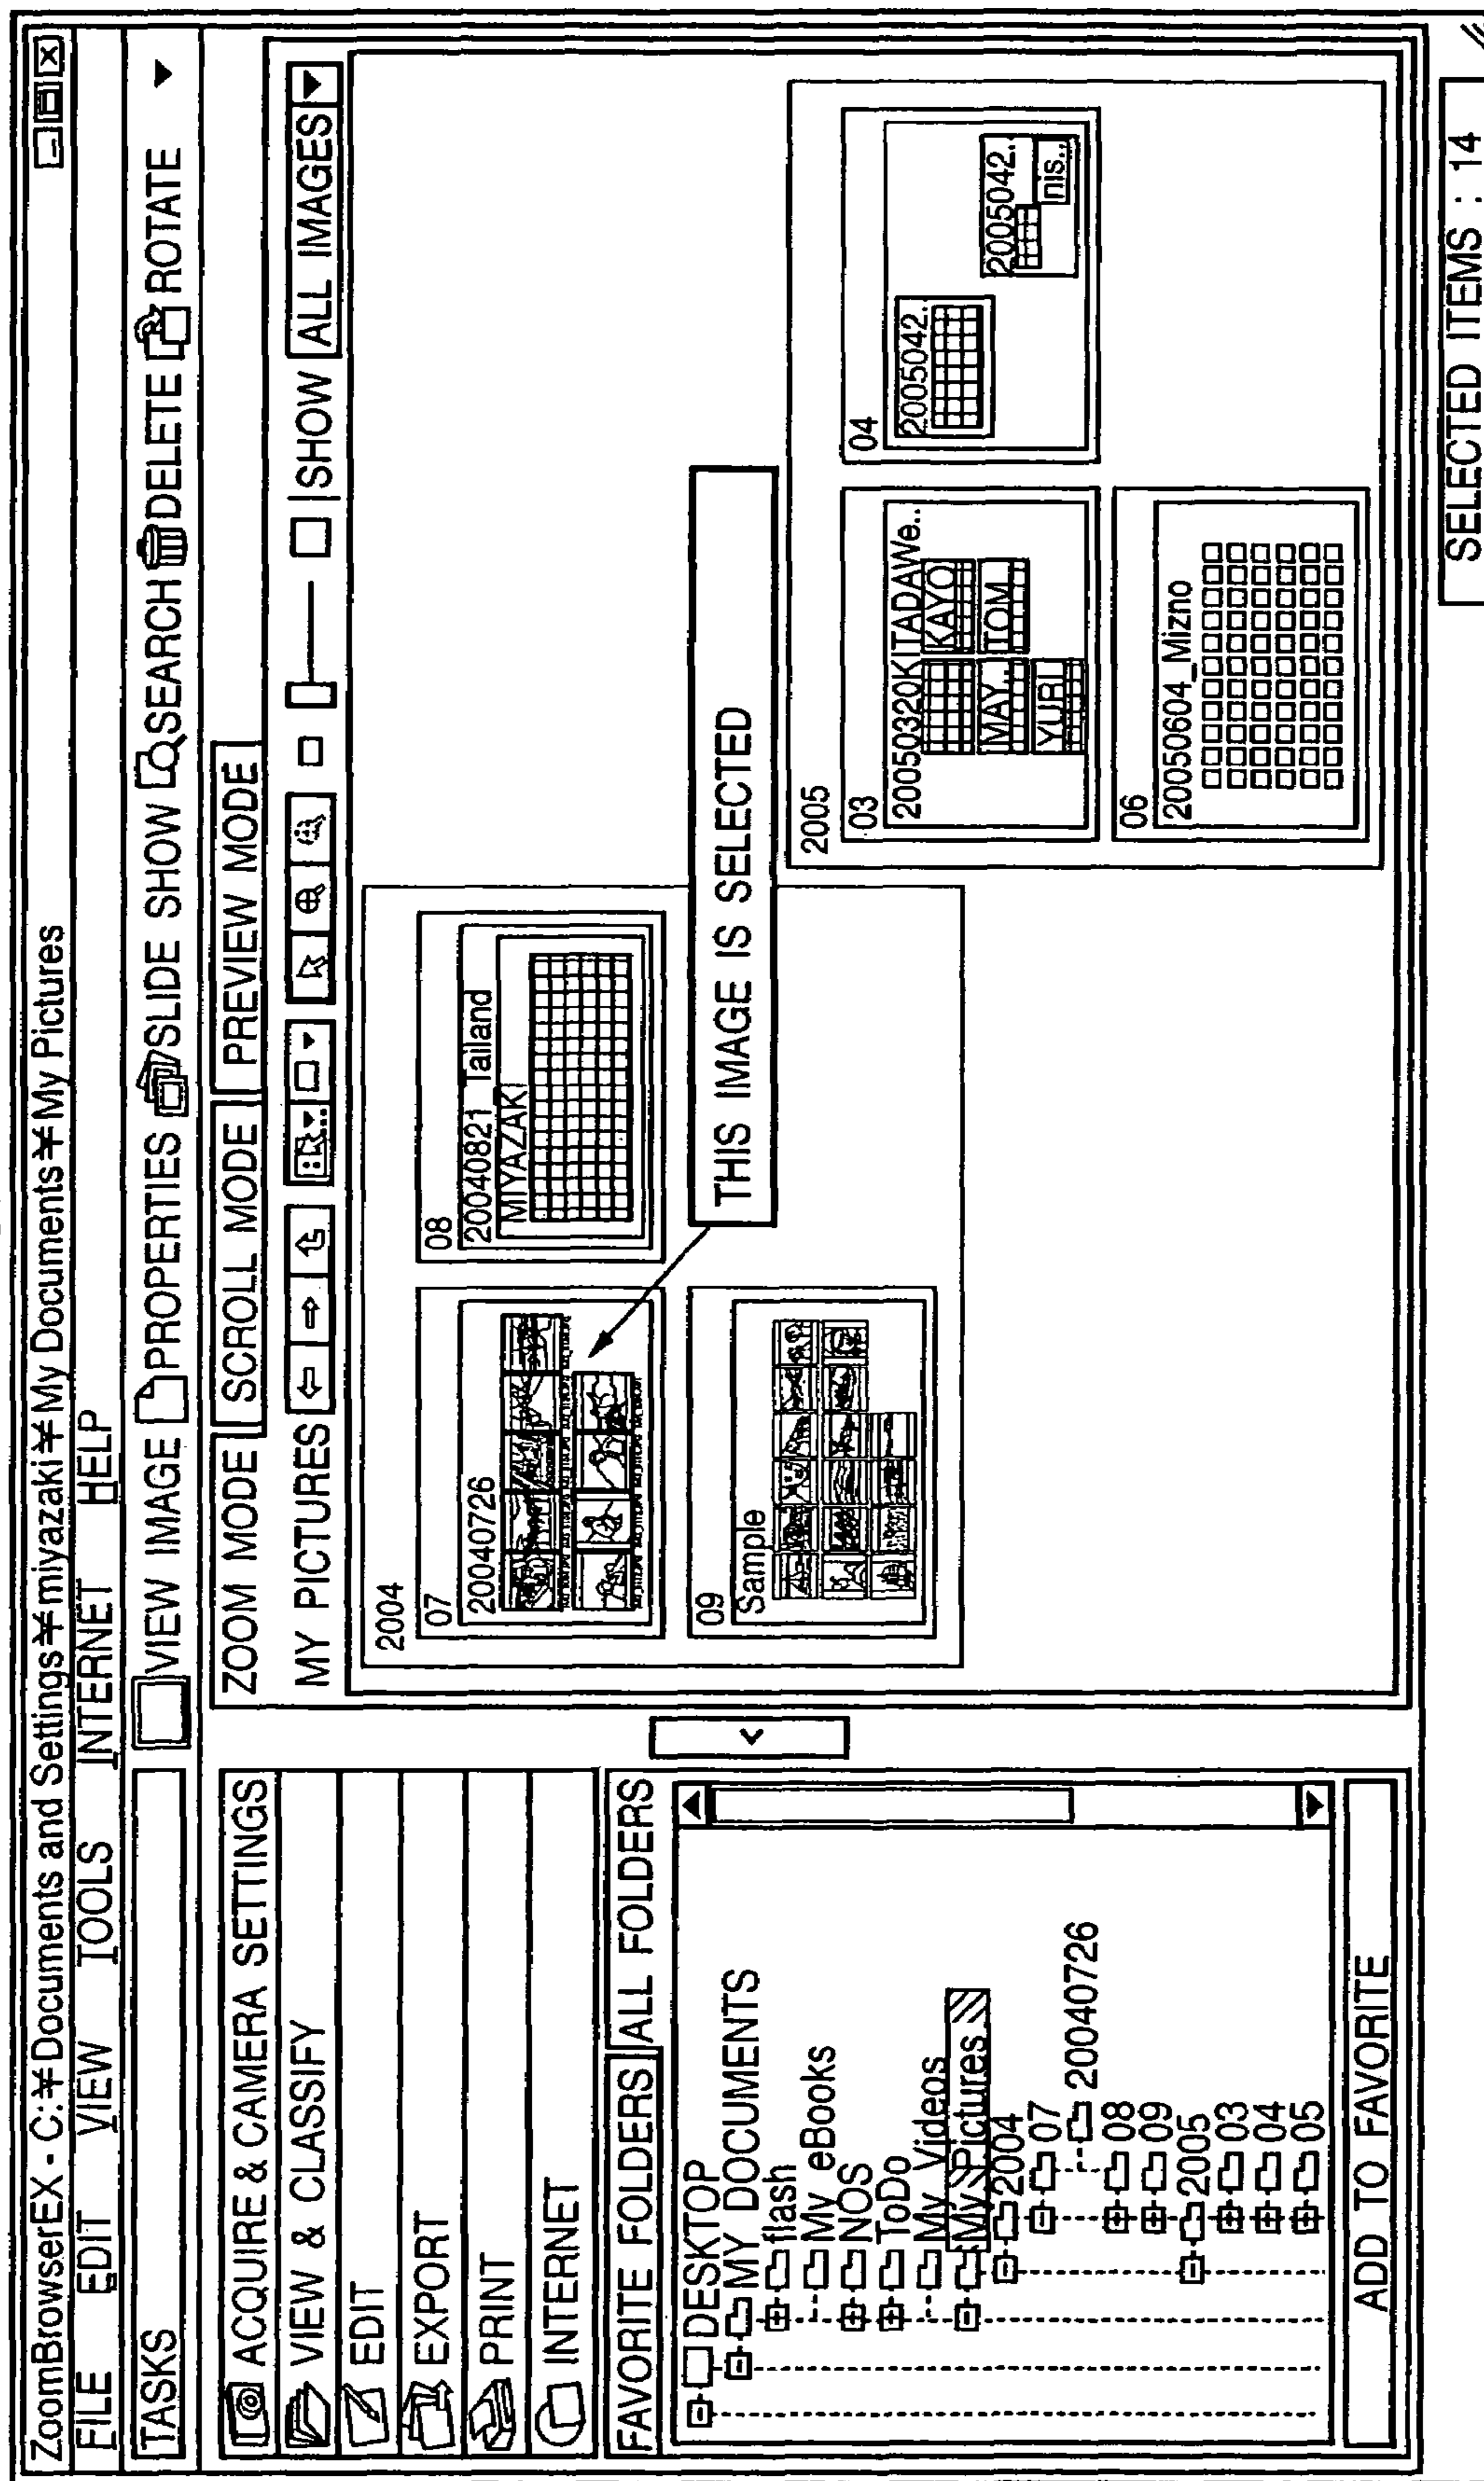 ZoomBrowserEX - C:¥Documents and Settings¥miyazaki¥My Documents¥My Pictures
FILE EDIT VIEW TOOLS INTERNET HELP
TASKS
VIEW IMAGE PROPERTIES SLIDE SHOW SEARCH DELETE ROTATE
ACQUIRE & CAMERA SETTINGS
VIEW & CLASSIFY
EDIT
EXPORT
PRINT
INTERNET
FAVORITE FOLDERS ALL FOLDERS
DESKTOP
MY DOCUMENTS
flash
My eBooks
NOS
ToDo
My Videos
My Pictures
2004
07
20040726
08
09
2005
03
04
05
ADD TO FAVORITE
ZOOM MODE SCROLL MODE PREVIEW MODE
MY PICTURES SHOW ALL IMAGES
2004
07
20040726
08
20040821_Tailand
MIYAZAKI
09
Sample
THIS IMAGE IS SELECTED
2005
03
20050320KITADAWe..
KAYO
MAY..
TOM
YURI
04
2005042..
2005042..
nis..
06
20050604_Mizno
SELECTED ITEMS : 14